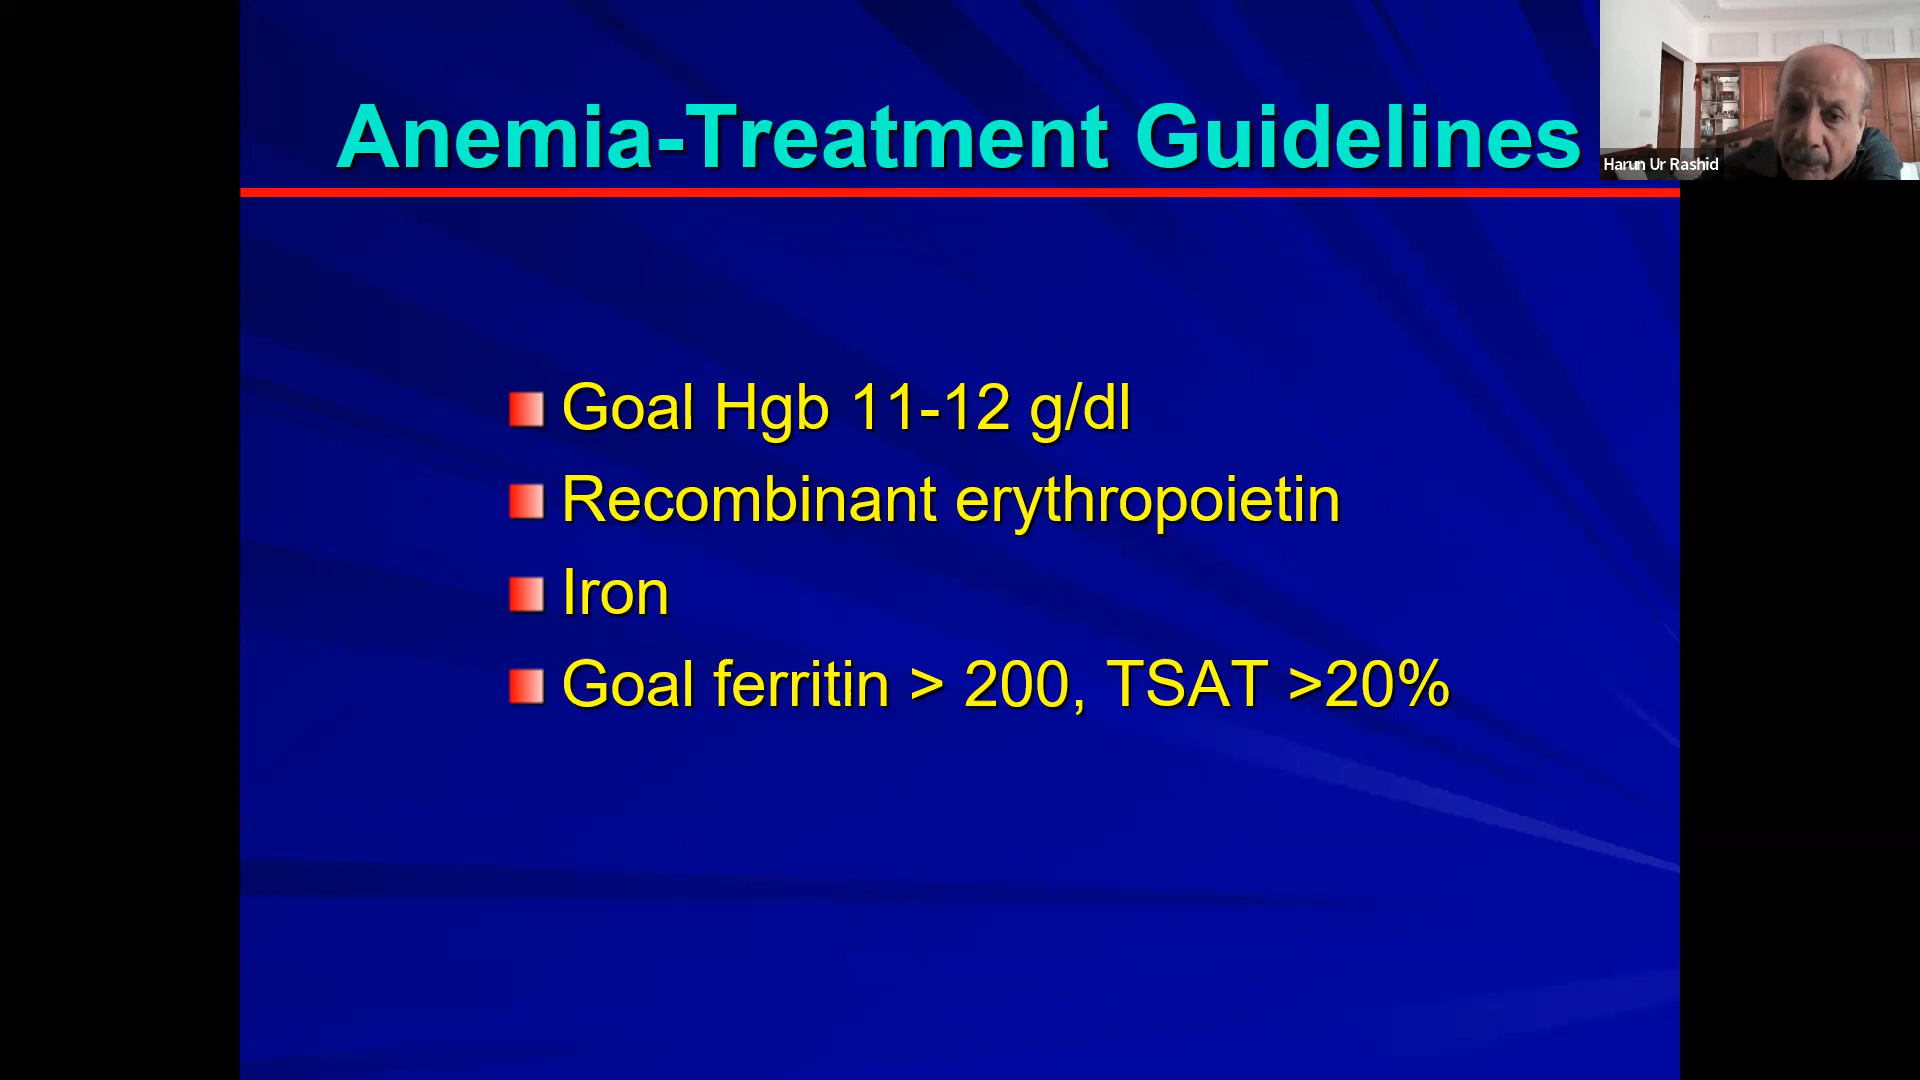 Anemia-Treatment Guidelines
Harun Ur Rashid
Goal Hgb 11-12 g/dl
Recombinant erythropoietin
Iron
Goal ferritin > 200, TSAT >20%